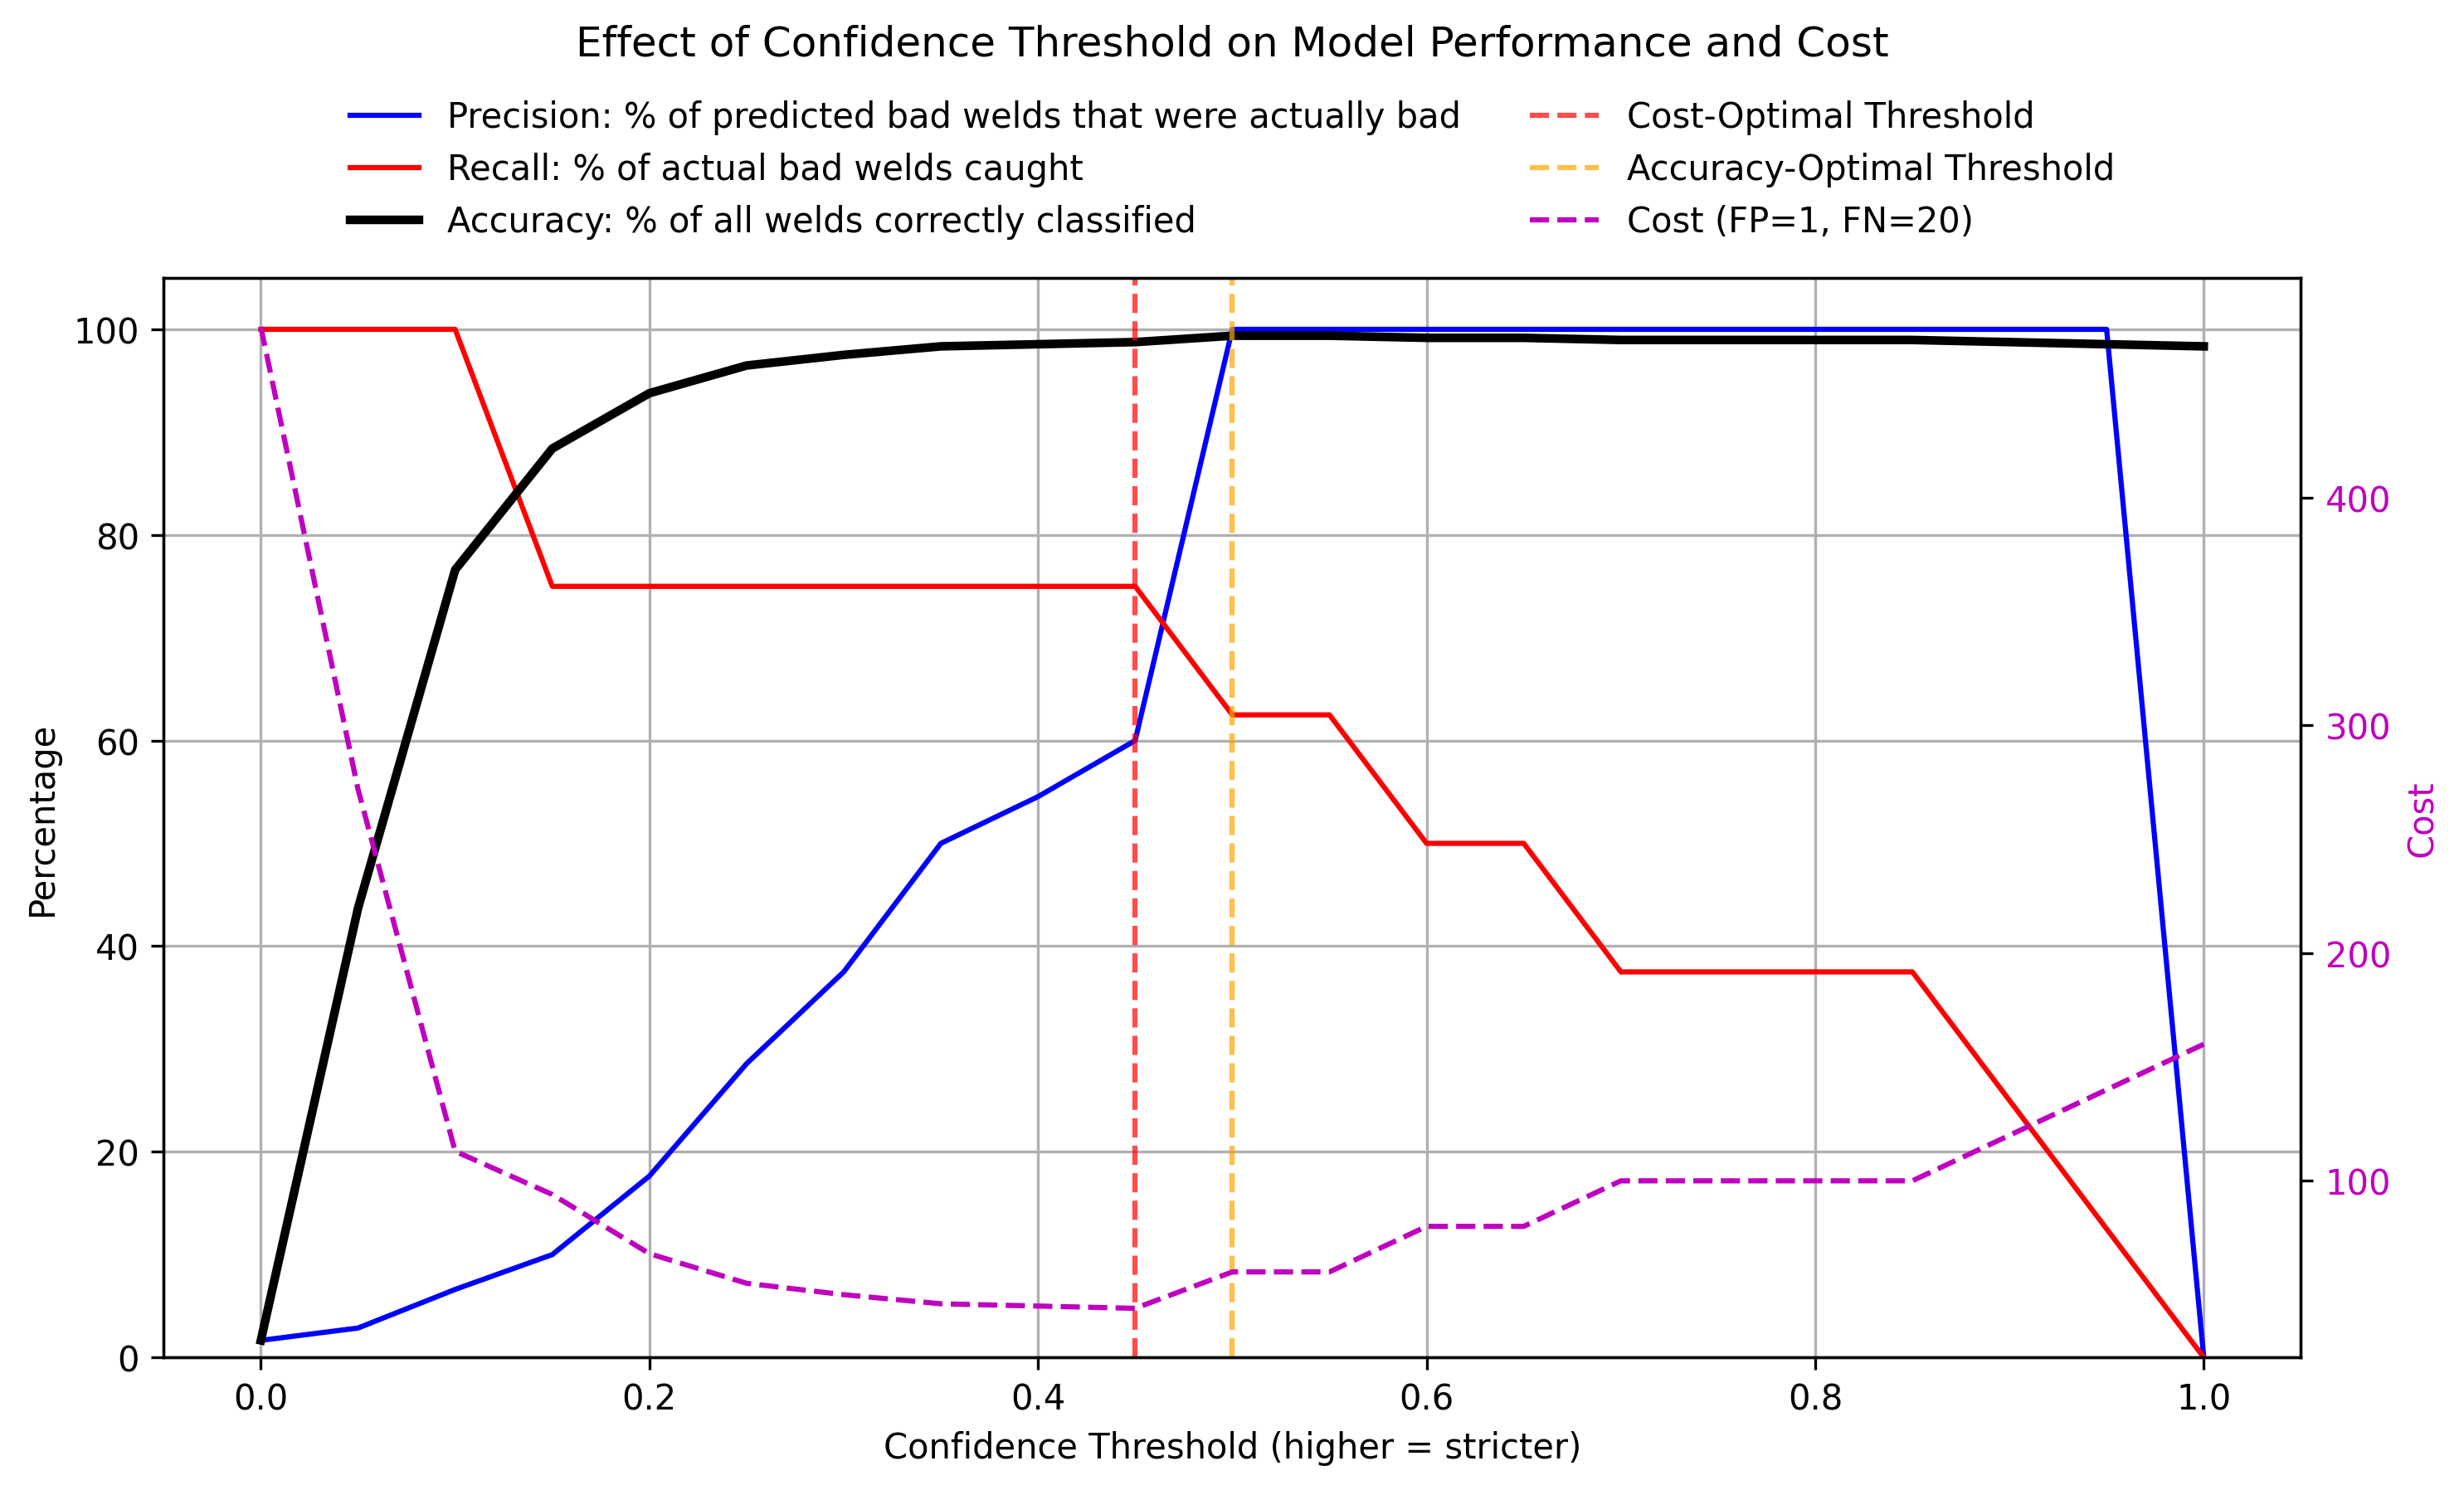 Effect of Confidence Threshold on Model Performance and Cost
Precision: % of predicted bad welds that were actually bad
Recall: % of actual bad welds caught
Accuracy: % of all welds correctly classified
Cost-Optimal Threshold
Accuracy-Optimal Threshold
Cost (FP=1, FN=20)
Percentage
100
80
60
40
20
0
0.0 0.2 0.4 0.6 0.8 1.0
Confidence Threshold (higher = stricter)
400
300
200
100
Cost